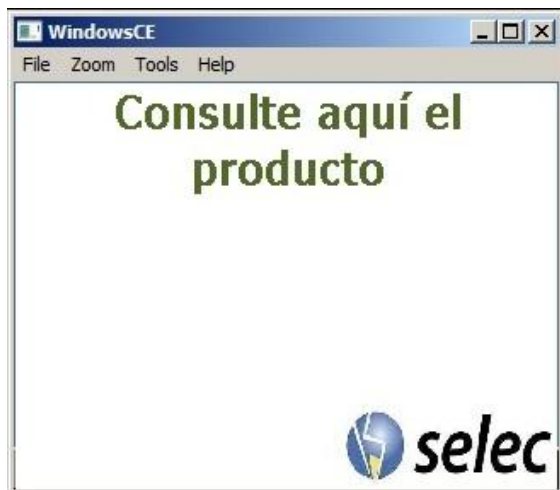 WindowsCE
File Zoom Tools Help
Consulte aquí el
producto
selec